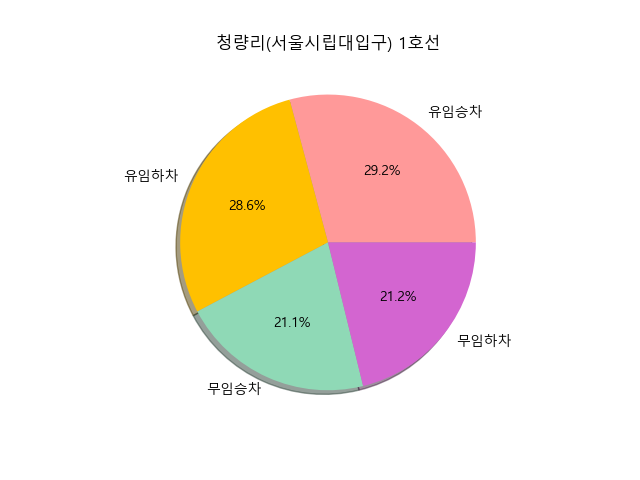 청량리(서울시립대입구) 1호선
유임승차
29.2%
유임하차
28.6%
21.1%
무임승차
21.2%
무임하차